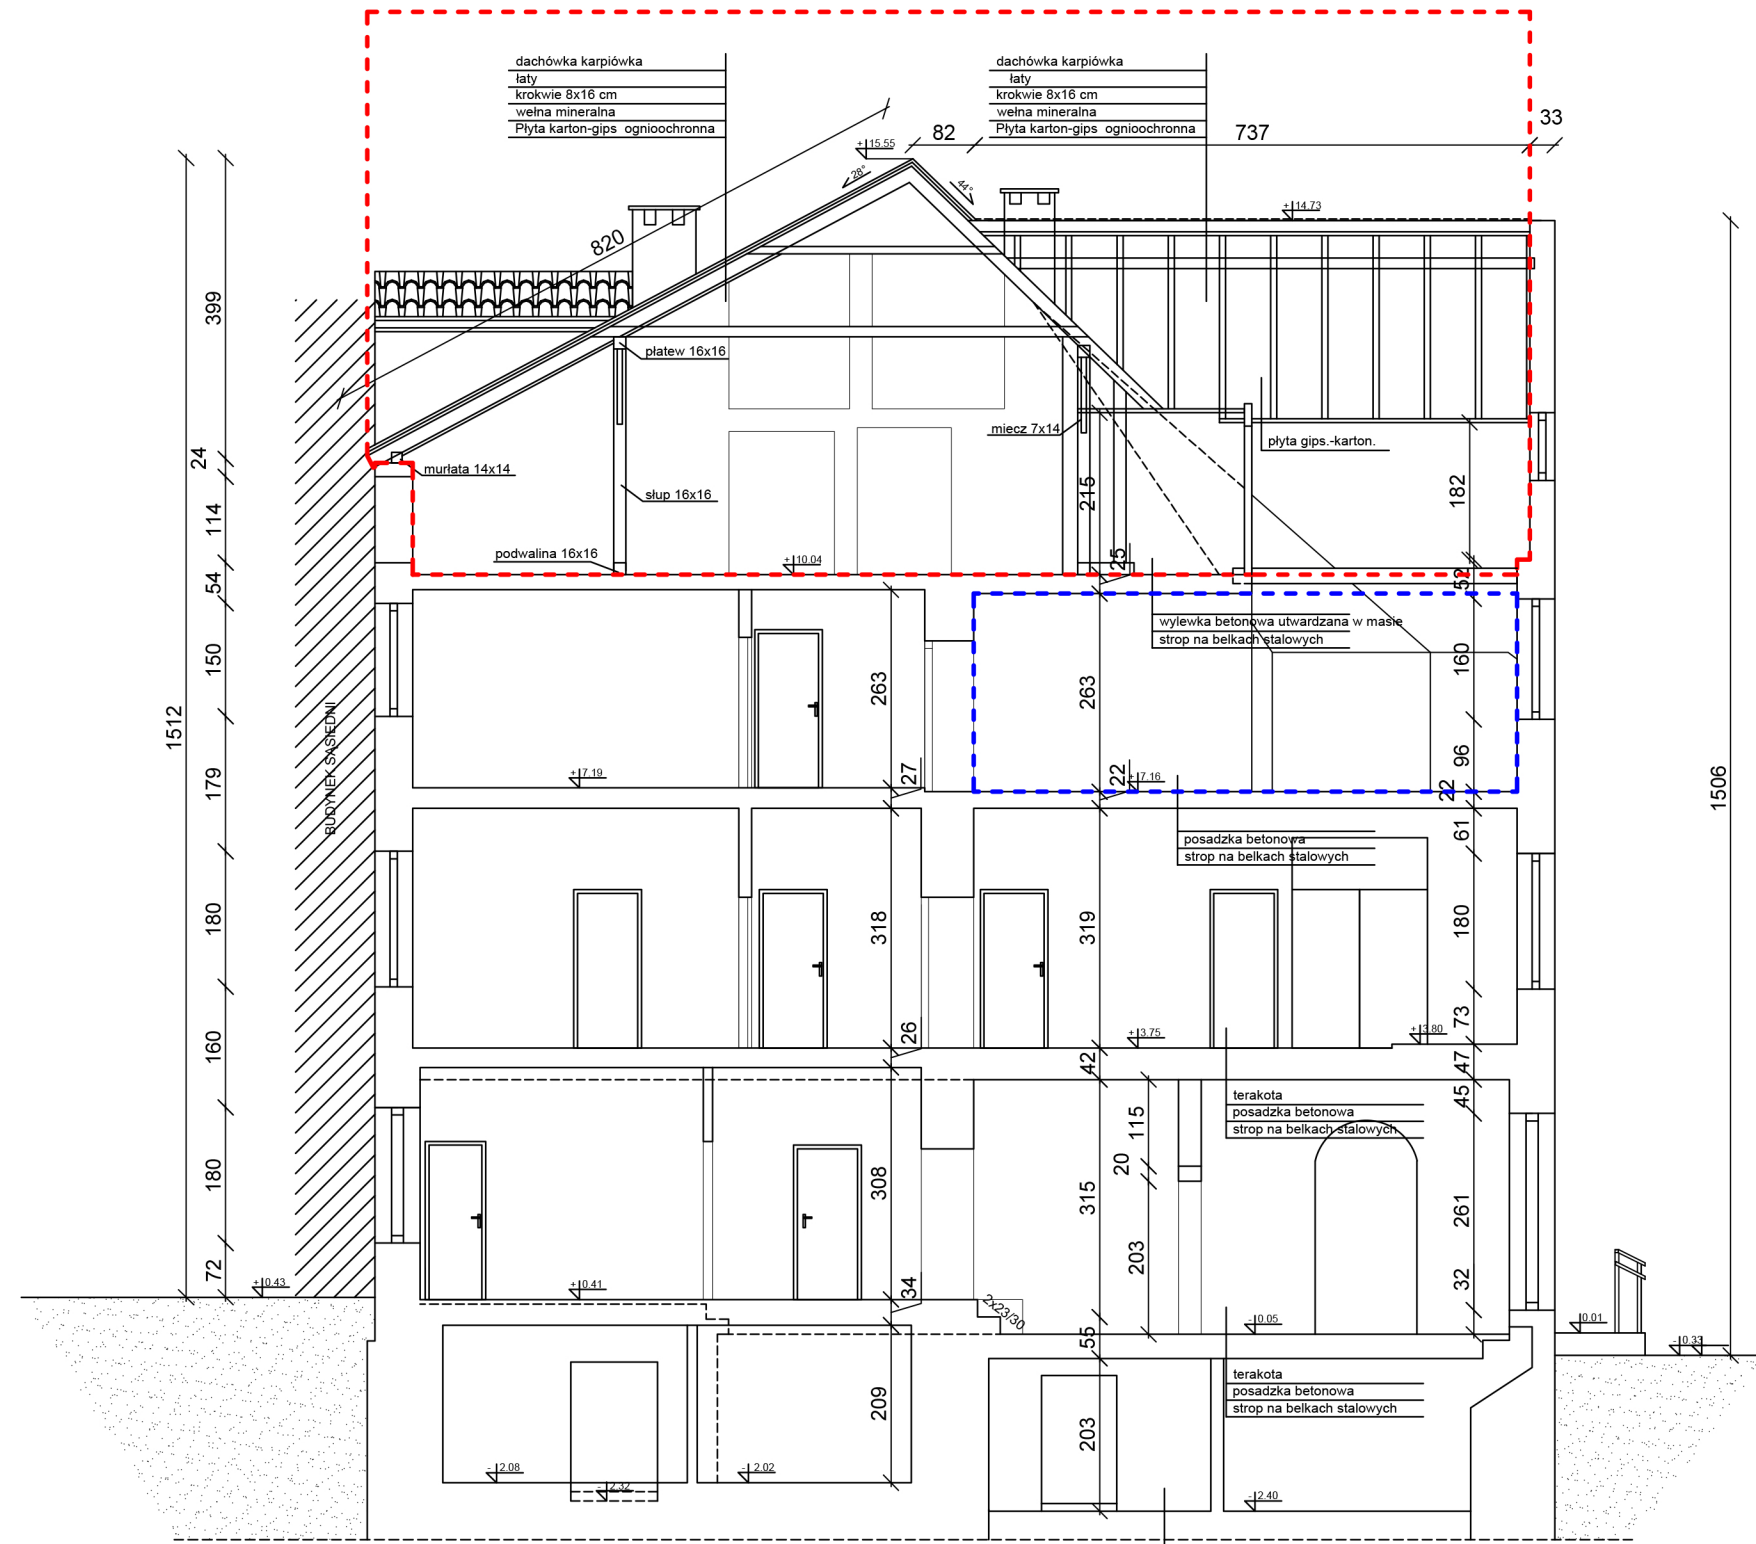 dachówka karpiówka
łaty
krokwie 8x16 cm
wełna mineralna
Płyta karton-gips  ognioochronna
dachówka karpiówka
łaty
krokwie 8x16 cm
wełna mineralna
Płyta karton-gips  ognioochronna
33
82
737
+15.55
28°
44°
+14.73
820
399
płatew 16x16
miecz 7x14
płyta gips.-karton.
24
murłata 14x14
słup 16x16
215
182
114
podwalina 16x16
+10.04
25
54
52
wylewka betonowa utwardzana w masie
strop na belkach stalowych
150
160
263
263
1512
BUDYNEK SĄSIEDNI
179
96
+7.19
27
22
+7.16
22
1506
61
posadzka betonowa
strop na belkach stalowych
180
318
319
180
160
26
+3.75
+3.80
73
42
47
45
terakota
posadzka betonowa
strop na belkach stalowych
115
20
180
308
315
203
261
72
+0.43
+0.41
34
2x23/30
32
-0.05
0.01
-0.33
55
terakota
posadzka betonowa
strop na belkach stalowych
209
203
-2.08
-2.32
-2.02
-2.40